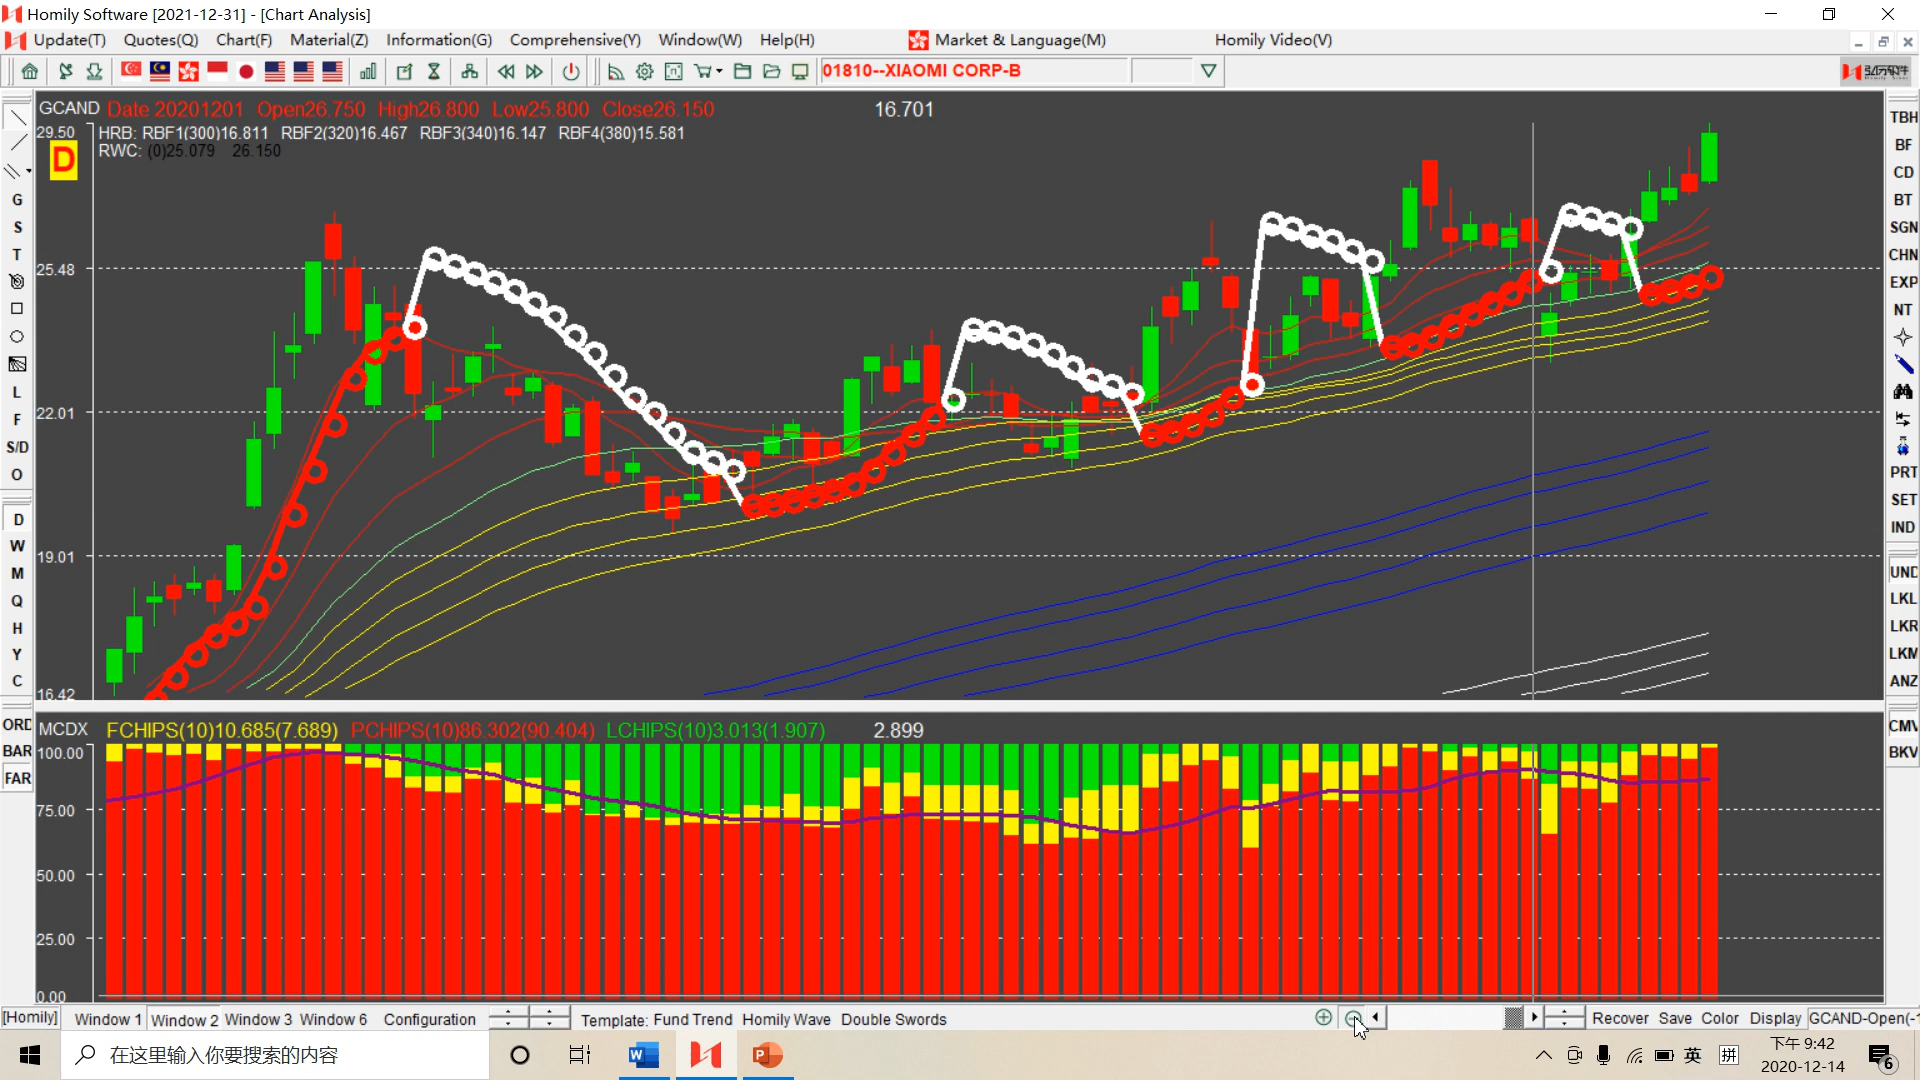 Homily Software [2021-12-31] - [Chart Analysis]
Update(T) Quotes(Q) Chart(F) Material(Z) Information(G) Comprehensive(Y) Window(W) Help(H) Market & Language(M) Homily Video(V)
01810--XIAOMI CORP-B
弘历软件
GCAND Date 20201201 Open26.750 High26.800 Low25.800 Close26.150 16.701
29.50 HRB: RBF1(300)16.811 RBF2(320)16.467 RBF3(340)16.147 RBF4(380)15.581
D RWC: (0)25.079 26.150
25.48
22.01
19.01
16.42
MCDX FCHIPS(10)10.685(7.689) PCHIPS(10)86.302(90.404) LCHIPS(10)3.013(1.907) 2.899
100.00
75.00
50.00
25.00
0.00
G
S
T
L
F
S/D
O
D
W
M
Q
H
Y
C
ORD
BAR
FAR
TBH
BF
CD
BT
SGN
CHN
EXP
NT
PRT
SET
IND
UND
LKL
LKR
LKM
ANZ
CMV
BKV
[Homily] Window 1 Window 2 Window 3 Window 6 Configuration Template: Fund Trend Homily Wave Double Swords Recover Save Color Display GCAND-Open(-1
在这里输入你要搜索的内容
英 拼 下午 9:42
2020-12-14
6